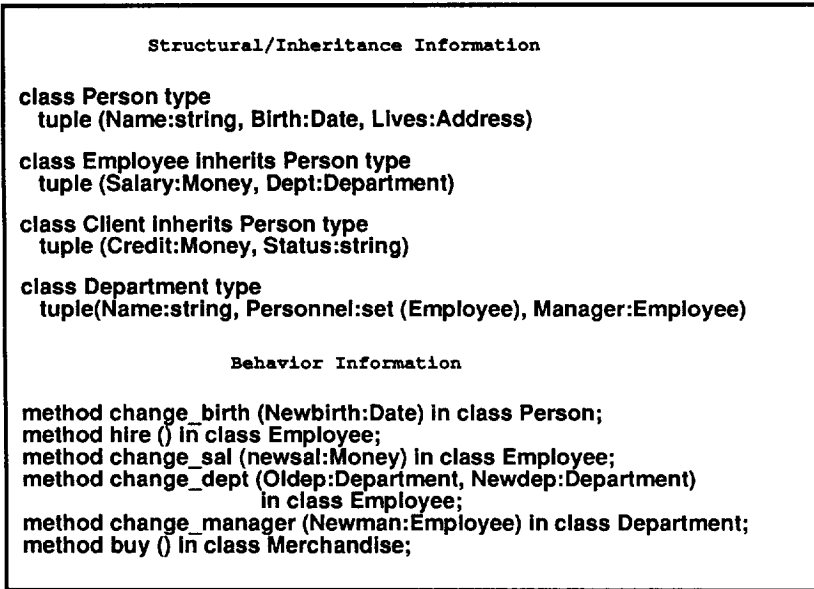 Structural/Inheritance Information
class Person type
tuple (Name:string, Birth:Date, Lives:Address)
class Employee inherits Person type
tuple (Salary:Money, Dept:Department)
class Client inherits Person type
tuple (Credit:Money, Status:string)
class Department type
tuple(Name:string, Personnel:set (Employee), Manager:Employee)
Behavior Information
method change_birth (Newbirth:Date) in class Person;
method hire () in class Employee;
method change_sal (newsal:Money) in class Employee;
method change_dept (Oldep:Department, Newdep:Department)
in class Employee;
method change_manager (Newman:Employee) in class Department;
method buy () in class Merchandise;